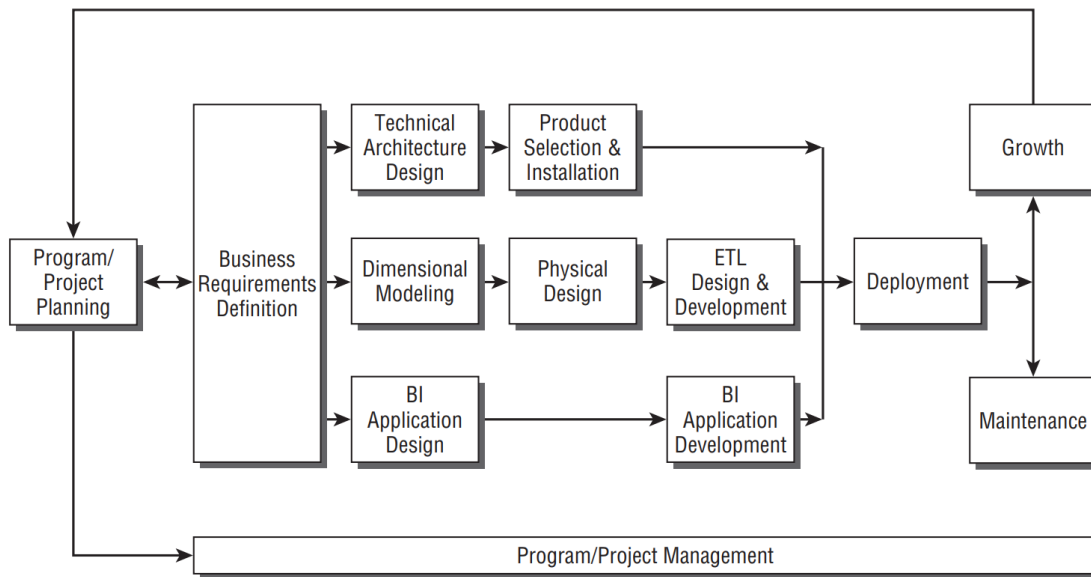 Technical
Architecture
Design
Product
Selection &
Installation
Growth
Program/
Project
Planning
Business
Requirements
Definition
Dimensional
Modeling
Physical
Design
ETL
Design &
Development
Deployment
BI
Application
Design
BI
Application
Development
Maintenance
Program/Project Management